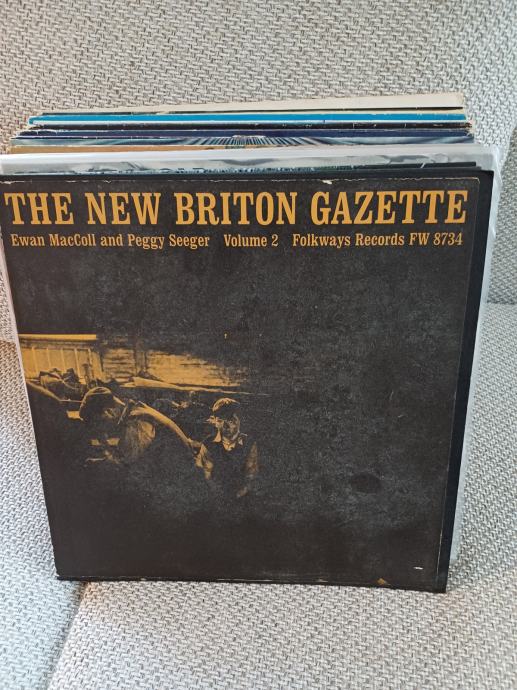 THE NEW BRITON GAZETTE
Ewan MacColl and Peggy Seeger Volume 2 Folkways Records FW 8734